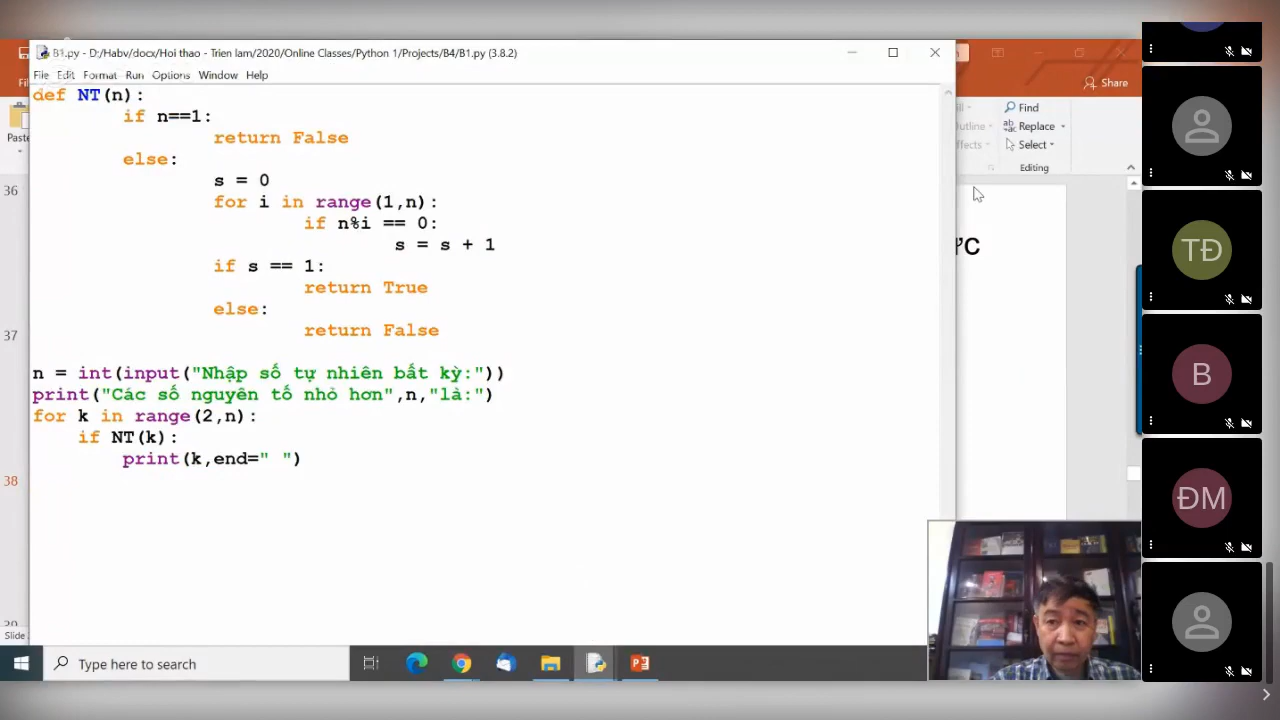 B1.py - D:/Habv/docx/Hoi thao - Trien lam/2020/Online Classes/Python 1/Projects/B4/B1.py (3.8.2)
File Edit Format Run Options Window Help
def NT(n):
if n==1:
return False
else:
s = 0
for i in range(1,n):
if n%i == 0:
s = s + 1
if s == 1:
return True
else:
return False
n = int(input("Nhập số tự nhiên bất kỳ:"))
print("Các số nguyên tố nhỏ hơn",n,"là:")
for k in range(2,n):
if NT(k):
print(k,end=" ")
Fi
Paste
36
37
38
Slide
Share
Find
Replace
Select
Editing
ỨC
TĐ
B
ĐM
Type here to search